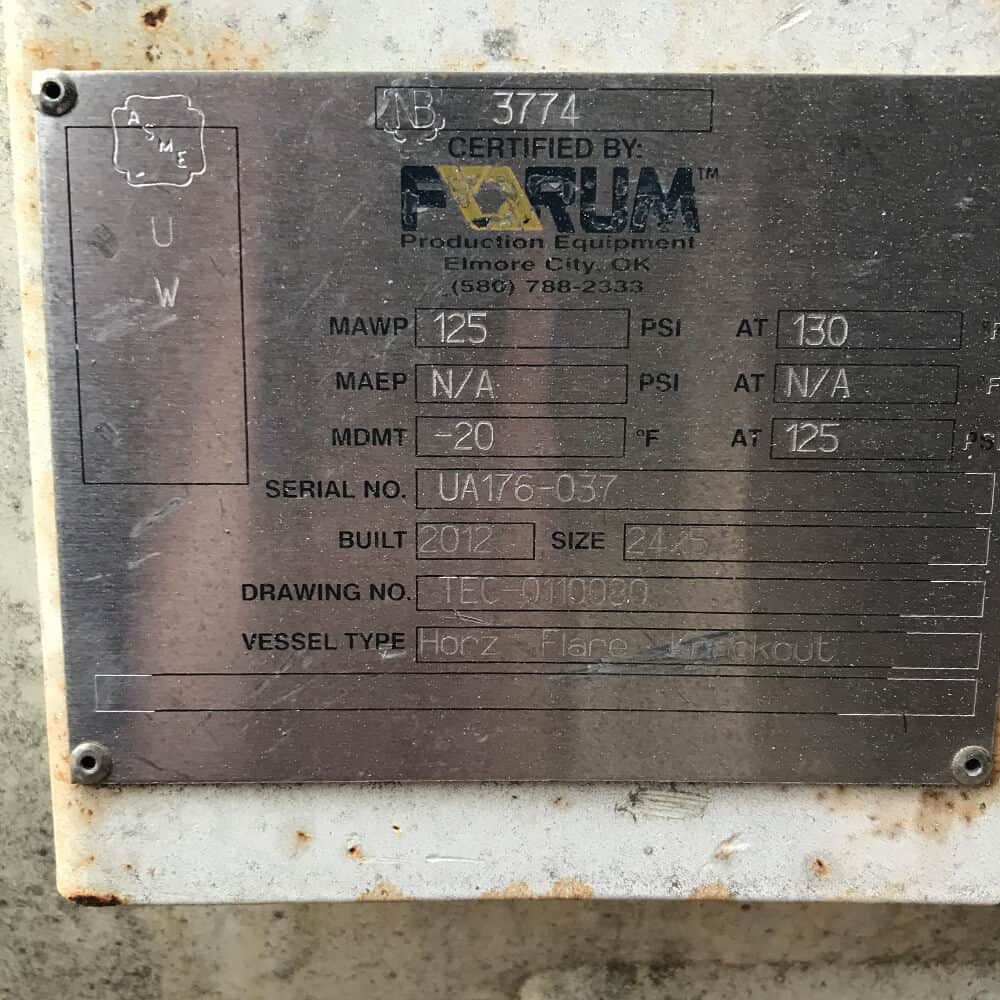 ASME
U
W
NB 3774
CERTIFIED BY:
FORUM™
Production Equipment
Elmore City, OK
(580) 788-2333
MAWP 125 PSI AT 130 °F
MAEP N/A PSI AT N/A F
MDMT -20 °F AT 125 PS
SERIAL NO. UA176-037
BUILT 2012 SIZE 24x5
DRAWING NO.
VESSEL TYPE Horz Flare Knockout